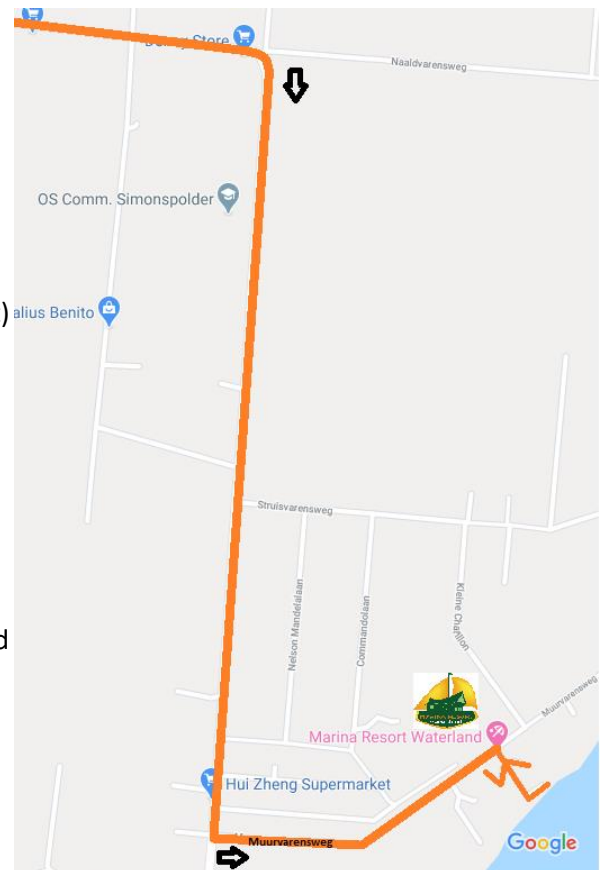 Naaldvarensweg
Store
OS Comm. Simonspolder
)
alius Benito
Struisvarensweg
Nelson Mandelalaan
Commandolaan
Kleine Charillon
d
Muurvarensweg
Marina Resort Waterland
Hui Zheng Supermarket
Muurvarensweg
Google